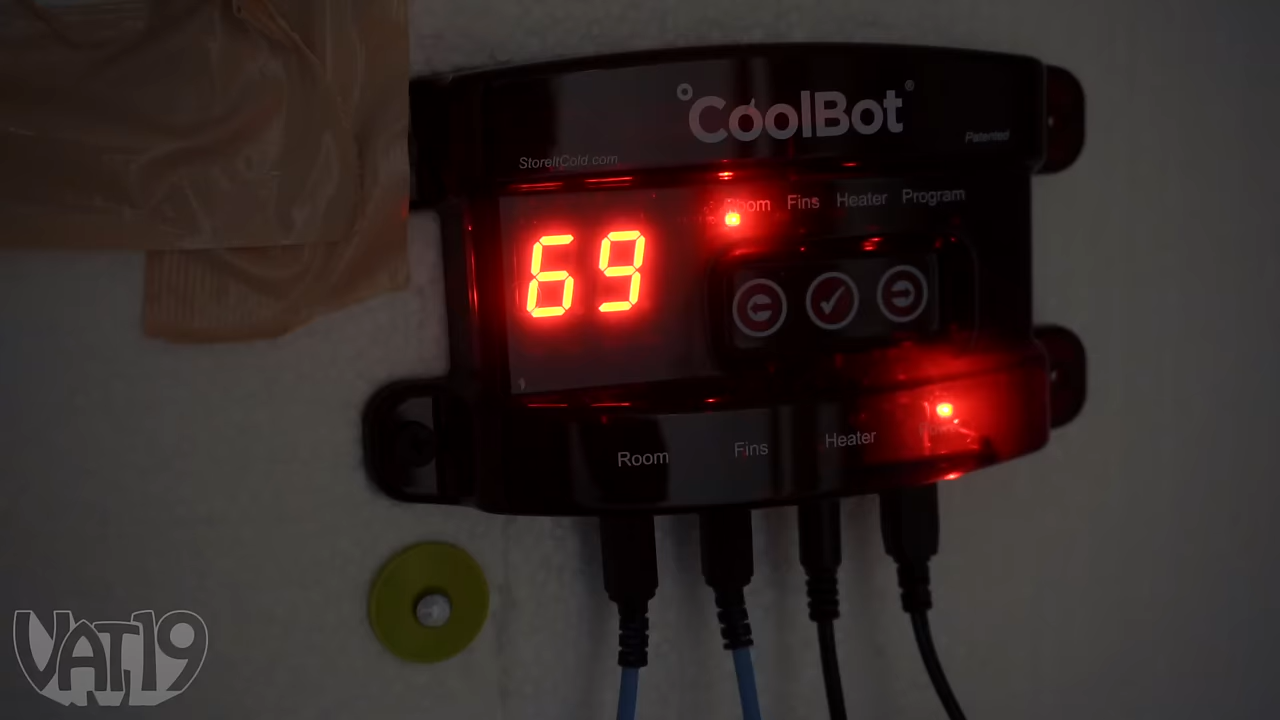 °CoolBot®
Patented
StoreItCold.com
Room Fins Heater Program
69
Room Fins Heater
VAT19